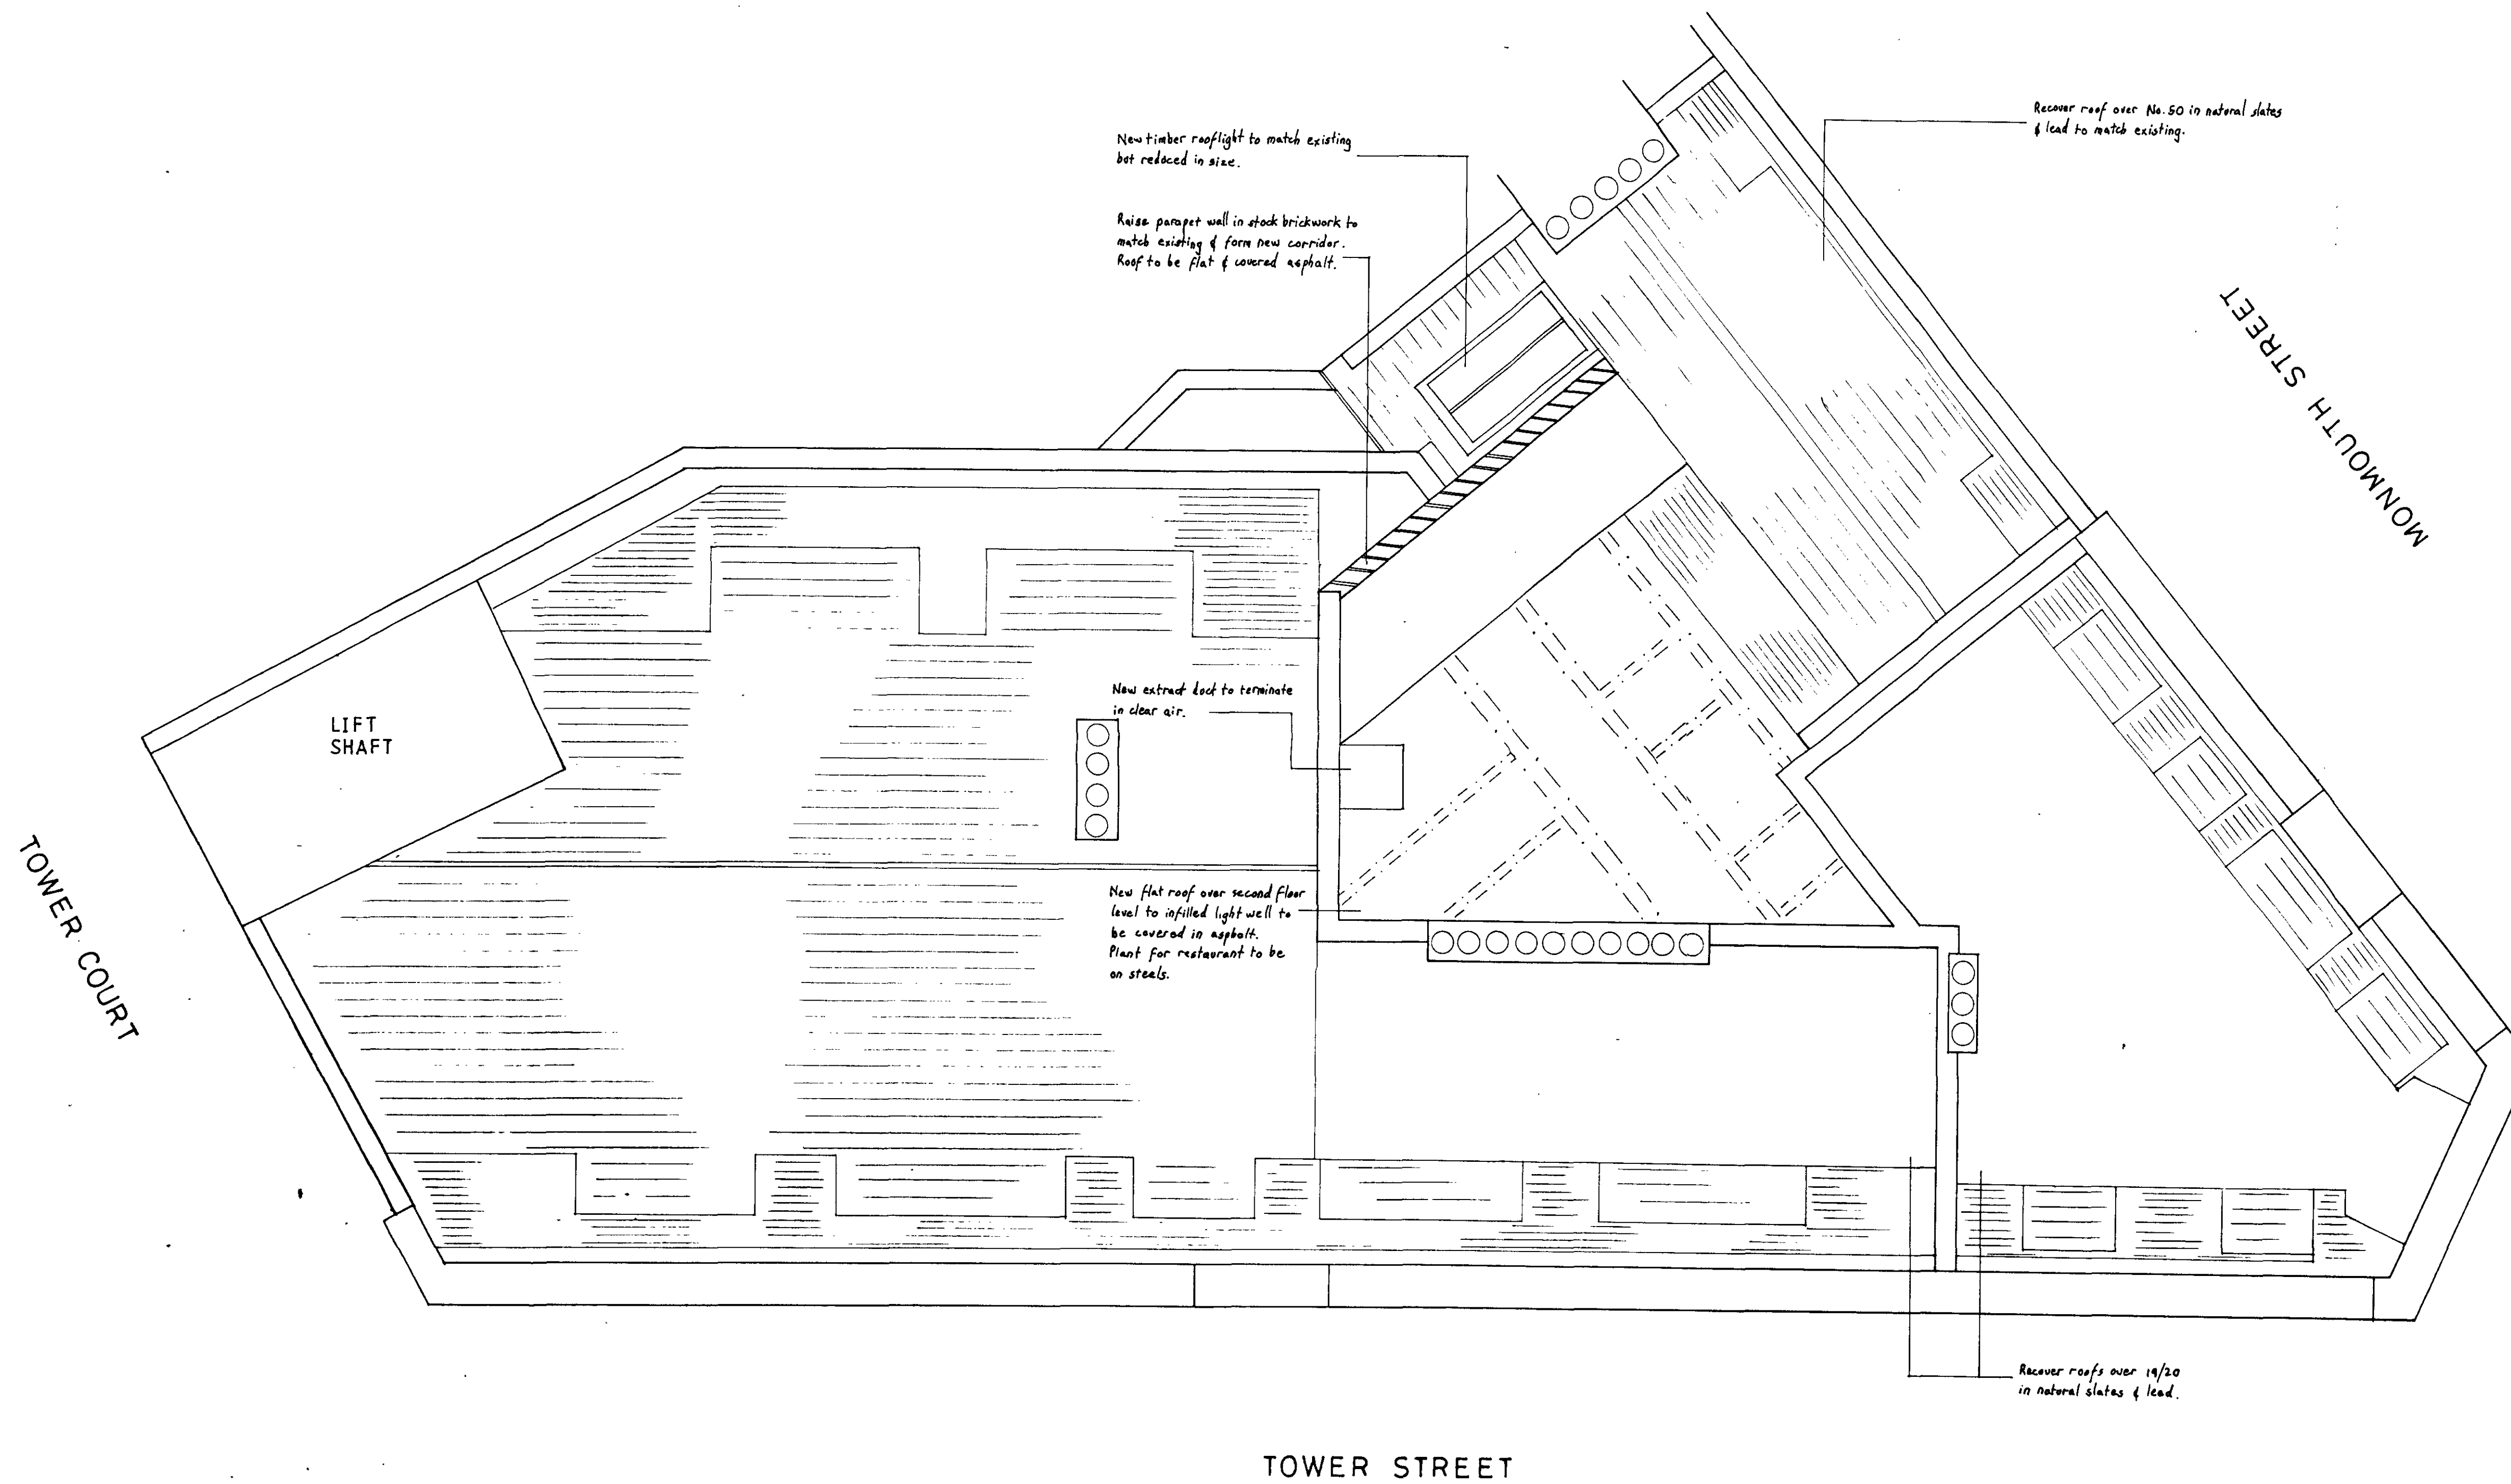 Recover roof over No. 50 in natural slates
& lead to match existing.
New timber rooflight to match existing
but reduced in size.
Raise parapet wall in stock brickwork to
match existing & form new corridor.
Roof to be flat & covered asphalt.
MONMOUTH STREET
New extract duct to terminate
in clear air.
LIFT
SHAFT
TOWER COURT
New flat roof over second floor
level to infilled light well to
be covered in asphalt.
Plant for restaurant to be
on steels.
Recover roofs over 19/20
in natural slates & lead.
TOWER STREET